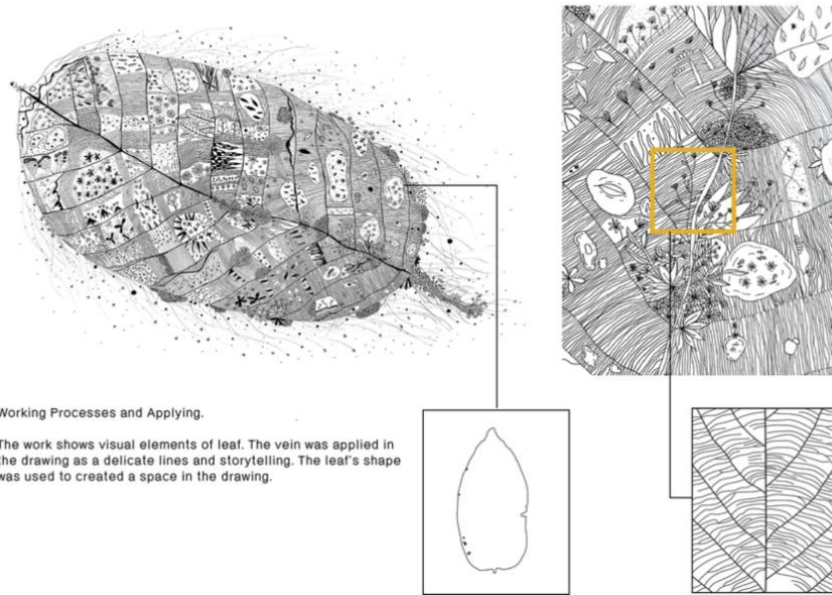 Working Processes and Applying.
The work shows visual elements of leaf. The vein was applied in
the drawing as a delicate lines and storytelling. The leaf's shape
was used to created a space in the drawing.